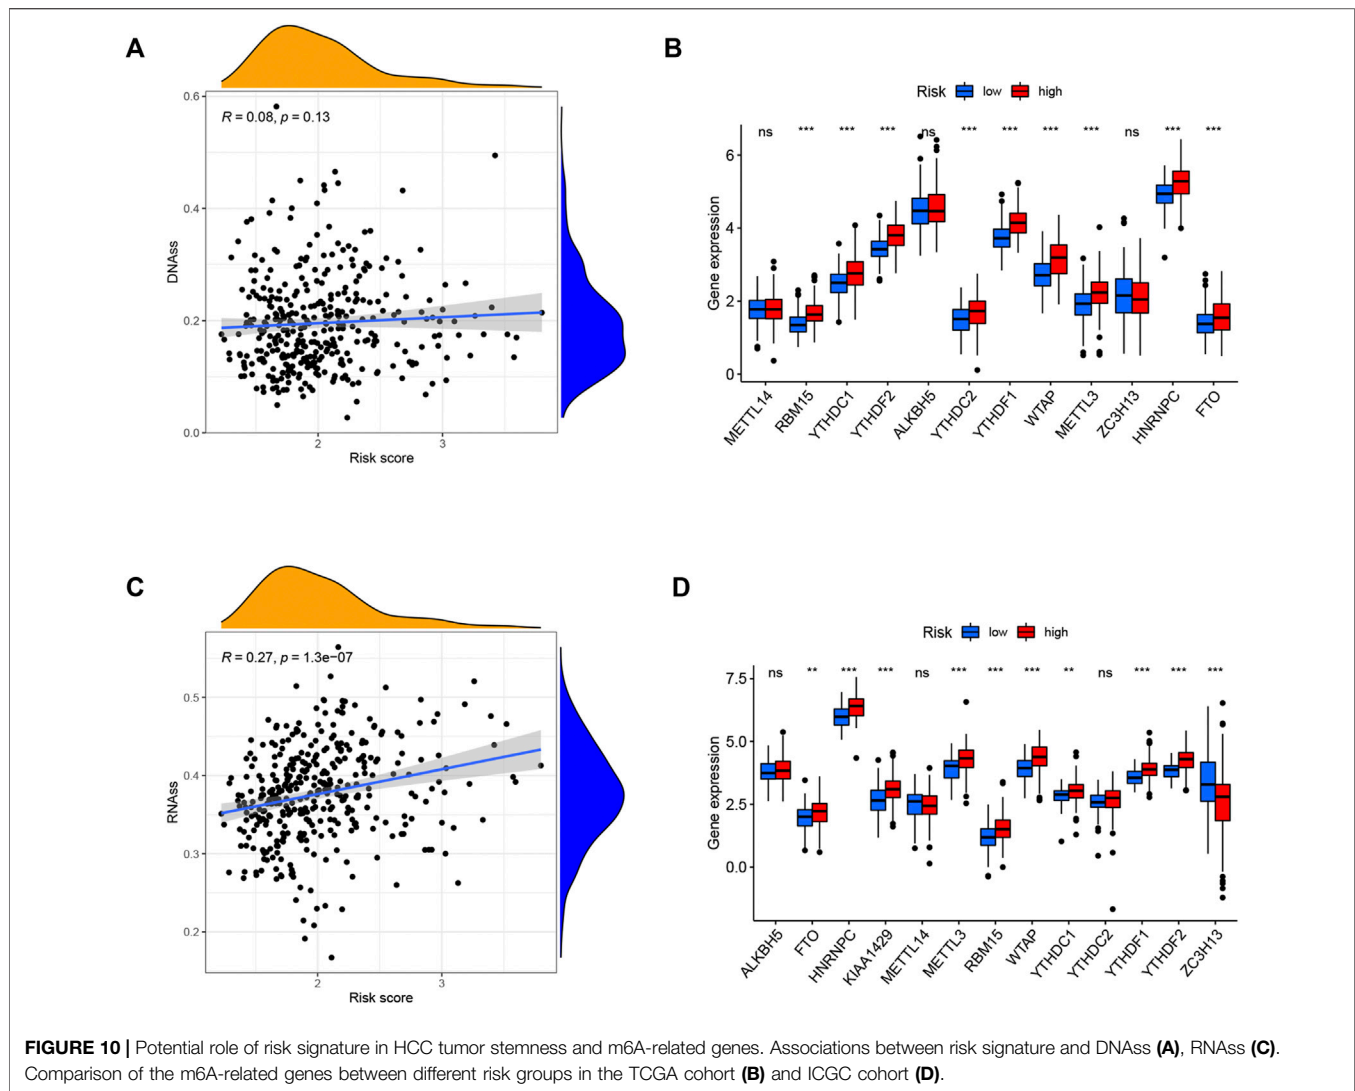 A
R = 0.08, p = 0.13
DNAss
0.6
0.4
0.2
0.0
2
3
Risk score
B
Risk low high
Gene expression
6
4
2
0
ns *** *** *** ns *** *** *** *** ns *** ***
METTL14
RBM15
YTHDC1
YTHDF2
ALKBH5
YTHDC2
YTHDF1
WTAP
METTL3
ZC3H13
HNRNPC
FTO
C
R = 0.27, p = 1.3e−07
RNAss
0.5
0.4
0.3
0.2
2
3
Risk score
D
Risk low high
Gene expression
7.5
5.0
2.5
0.0
ns ** *** *** ns *** *** *** ** ns *** *** ***
ALKBH5
FTO
HNRNPC
KIAA1429
METTL14
METTL3
RBM15
WTAP
YTHDC1
YTHDC2
YTHDF1
YTHDF2
ZC3H13
FIGURE 10 | Potential role of risk signature in HCC tumor stemness and m6A-related genes. Associations between risk signature and DNAss (A), RNAss (C).
Comparison of the m6A-related genes between different risk groups in the TCGA cohort (B) and ICGC cohort (D).